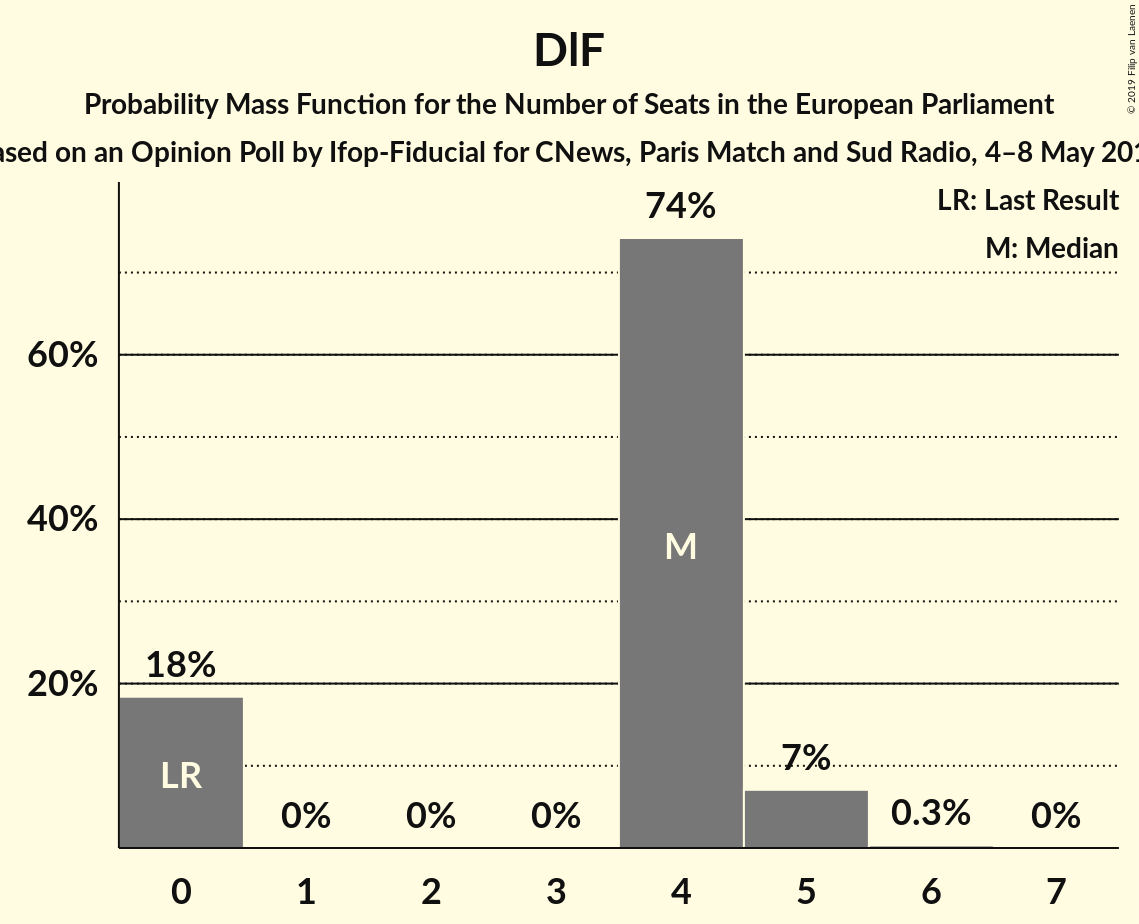 © 2019 Filip van Laenen
DlF
Probability Mass Function for the Number of Seats in the European Parliament
ased on an Opinion Poll by Ifop-Fiducial for CNews, Paris Match and Sud Radio, 4–8 May 201
LR: Last Result
M: Median
74%
60%
M
40%
18%
20%
LR
7%
0%
0%
0%
0.3%
0%
0
1
2
3
4
5
6
7